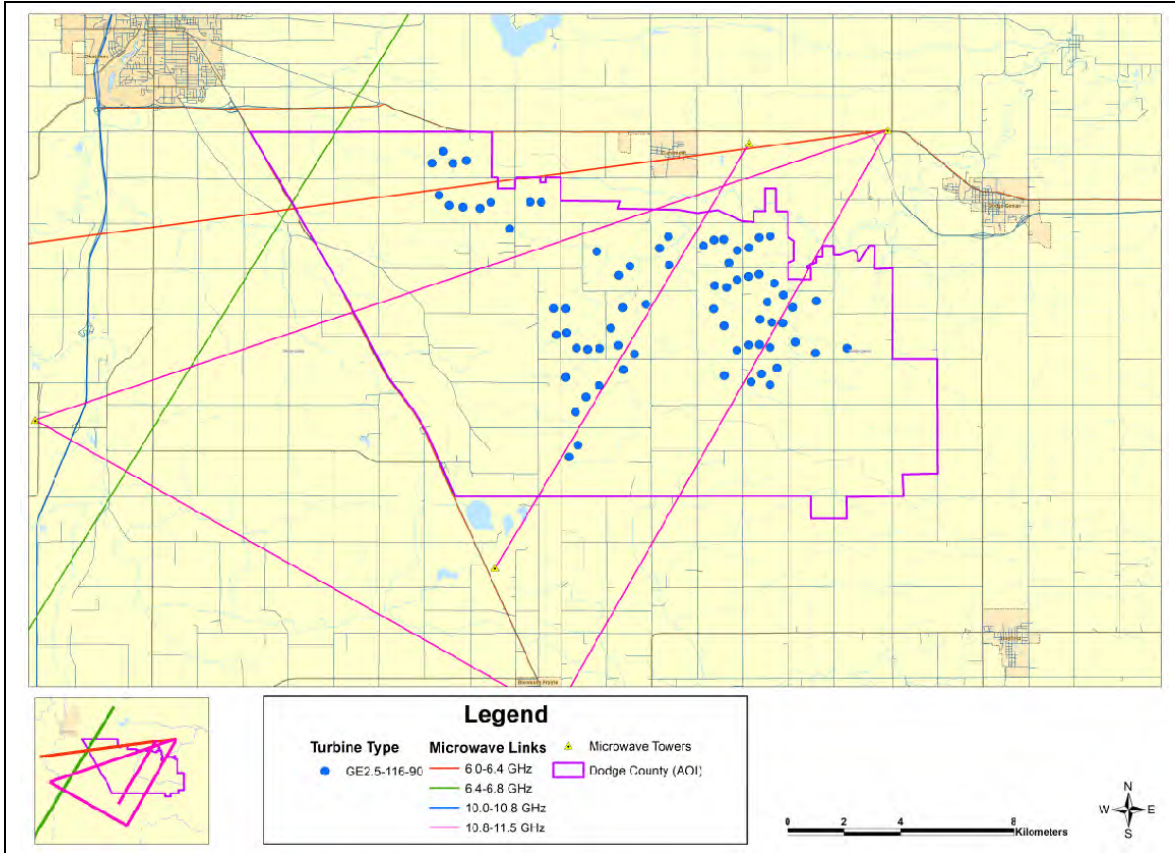 Legend
Turbine Type
GE2.5-116-90
Microwave Links
6.0-6.4 GHz
6.4-6.8 GHz
10.0-10.8 GHz
10.8-11.5 GHz
Microwave Towers
Dodge County (AOI)
0 2 4 8
Kilometers
N
W E
S